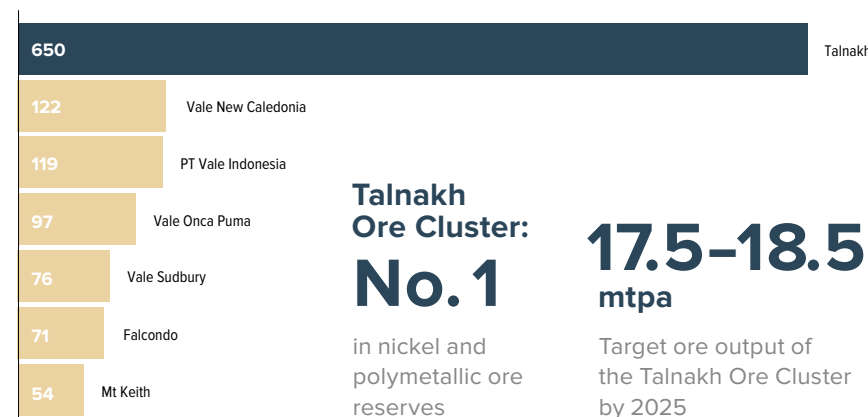 650 Talnakh
122 Vale New Caledonia
119 PT Vale Indonesia
97 Vale Onca Puma
76 Vale Sudbury
71 Falcondo
54 Mt Keith
Talnakh
Ore Cluster:
No. 1
in nickel and
polymetallic ore
reserves
17.5–18.5
mtpa
Target ore output of
the Talnakh Ore Cluster
by 2025